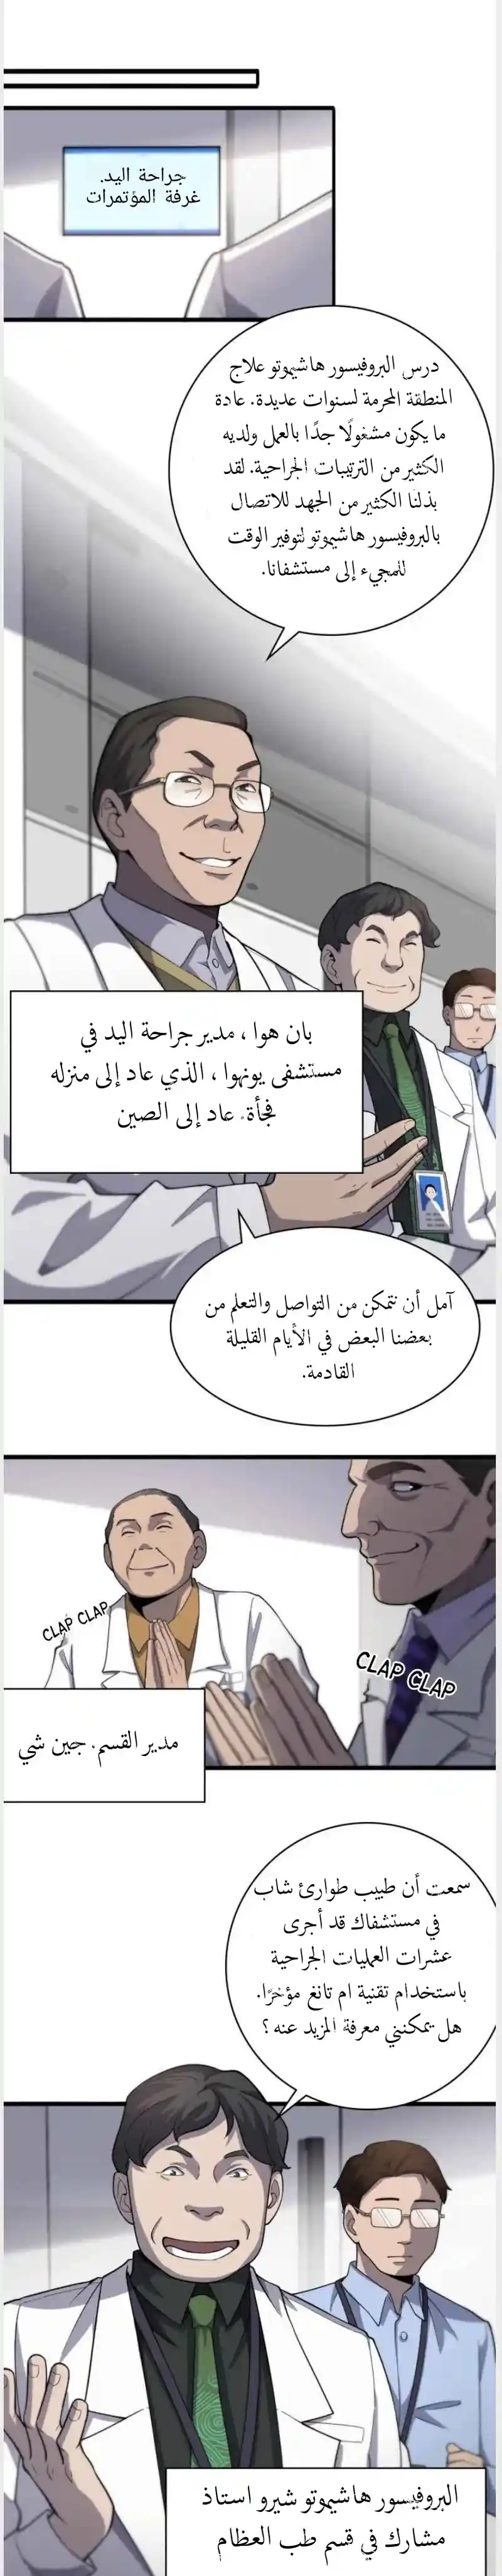 جراحة اليد.
غرفة المؤتمرات
درس البروفيسور هاشيموتو علاج
المنطقة المحرمة لسنوات عديدة. عادة
ما يكون مشغولًا جدًا بالعمل ولديه
الكثير من الترتيبات الجراحية. لقد
بذلنا الكثير من الجهد للاتصال
بالبروفيسور هاشيموتو لتوفير الوقت
للمجيء إلى مستشفانا.
بان هوا ، مدير جراحة اليد في
مستشفى يونهوا ، الذي عاد إلى منزله
فجأة. عاد إلى الصين
آمل أن نتمكن من التواصل والتعلم من
بعضنا البعض في الأيام القليلة
القادمة.
CLAP CLAP
CLAP CLAP
مدير القسم. جين شي
سمعت أن طبيب طوارئ شاب
في مستشفاك قد أجرى
عشرات العمليات الجراحية
باستخدام تقنية ام تانغ مؤخرًا.
هل يمكنني معرفة المزيد عنه ؟
البروفيسور هاشيموتو شيرو استاذ
مشارك في قسم طب العظام